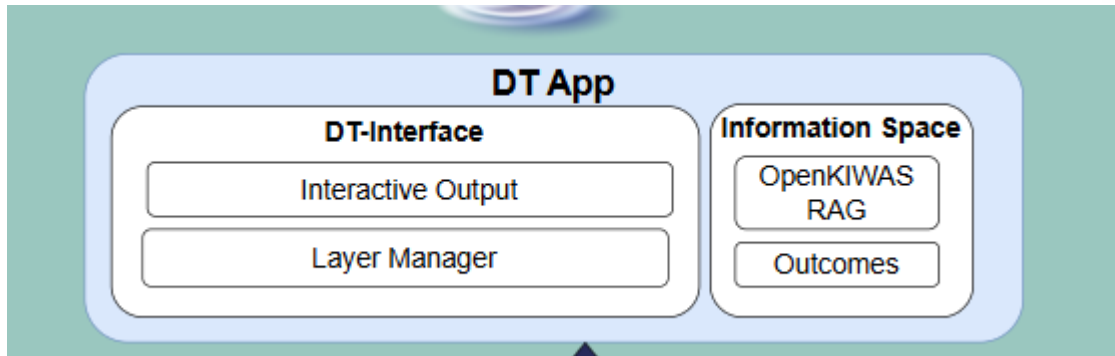 DT App
DT-Interface
Interactive Output
Layer Manager
Information Space
OpenKIWAS
RAG
Outcomes